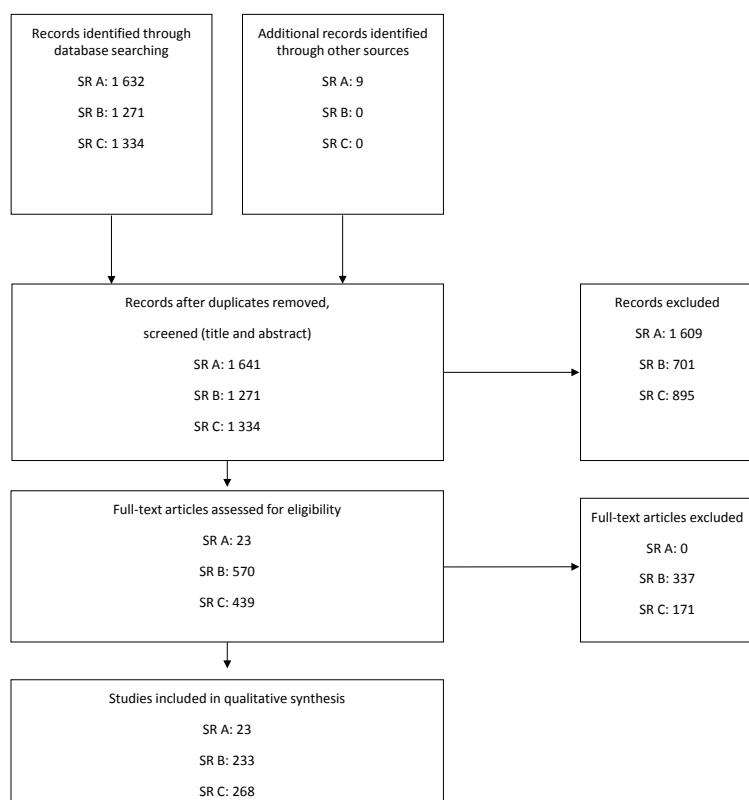 Records identified through
database searching
SR A: 1 632
SR B: 1 271
SR C: 1 334
Additional records identified
through other sources
SR A: 9
SR B: 0
SR C: 0
Records after duplicates removed,
screened (title and abstract)
SR A: 1 641
SR B: 1 271
SR C: 1 334
Records excluded
SR A: 1 609
SR B: 701
SR C: 895
Full-text articles assessed for eligibility
SR A: 23
SR B: 570
SR C: 439
Full-text articles excluded
SR A: 0
SR B: 337
SR C: 171
Studies included in qualitative synthesis
SR A: 23
SR B: 233
SR C: 268